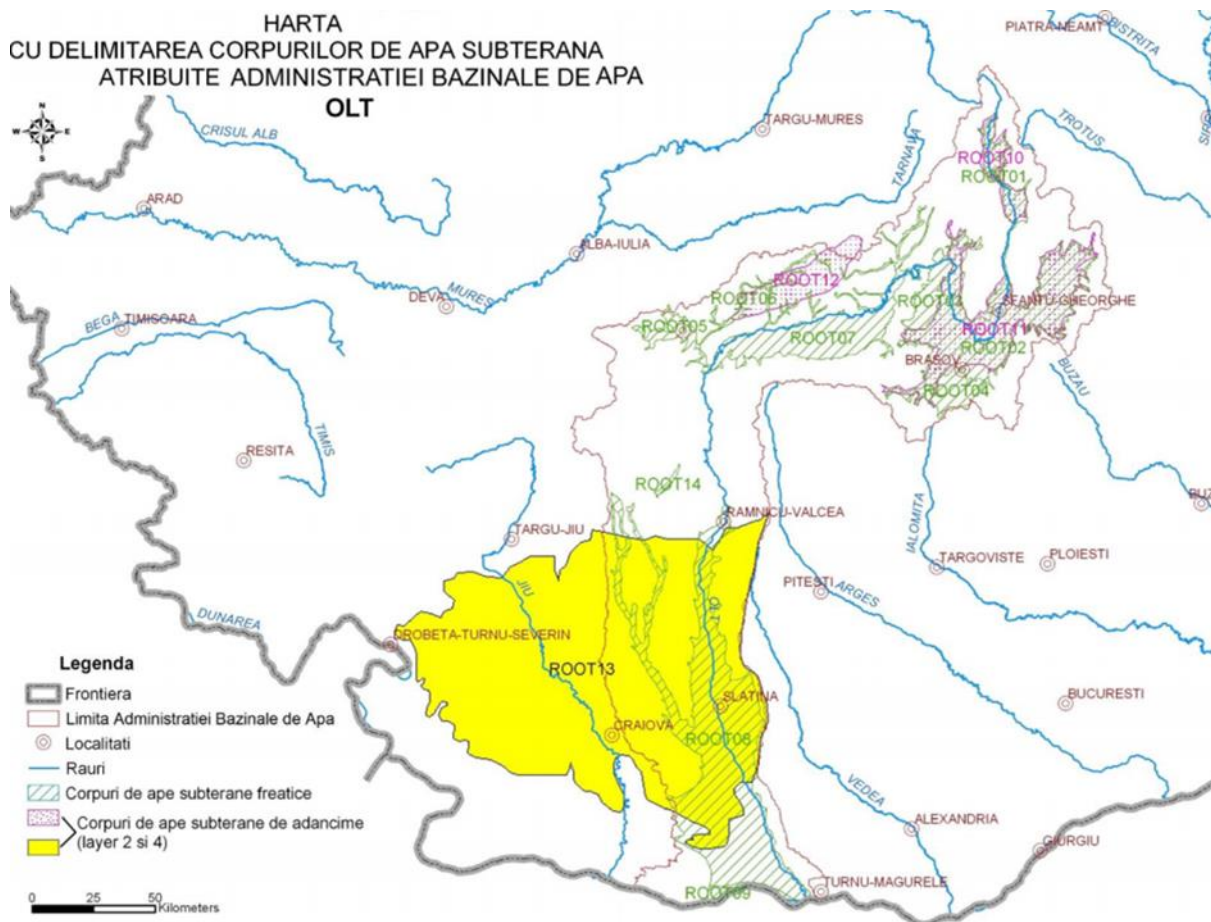 HARTA
CU DELIMITAREA CORPURILOR DE APA SUBTERANA
ATRIBUITE ADMINISTRATIEI BAZINALE DE APA
OLT
N
W E
S
PIATRA-NEAMT
BISTRITA
CRISUL ALB
TARGU-MURES
TARNAVA
TROTUS
SIRE
ROOT10
ROOT01
ARAD
ALBA-IULIA
DEVA
MURES
ROOT12
ROOT06
ROOT03
SFANTU-GHEORGHE
BEGA
TIMISOARA
ROOT05
ROOT07
ROOT11
ROOT02
BRASOV
ROOT04
BUZAU
TIMIS
RESITA
ROOT14
RAMNICU-VALCEA
BUZ
TARGU-JIU
IALOMITA
TARGOVISTE
PLOIESTI
PITESTI
ARGES
JIU
OLT
DUNAREA
DROBETA-TURNU-SEVERIN
ROOT13
SLATINA
BUCURESTI
CRAIOVA
ROOT08
VEDEA
ALEXANDRIA
GIURGIU
ROOT09
TURNU-MAGURELE
Legenda
Frontiera
Limita Administratiei Bazinale de Apa
Localitati
Rauri
Corpuri de ape subterane freatice
Corpuri de ape subterane de adancime
(layer 2 si 4)
0 25 50
Kilometers